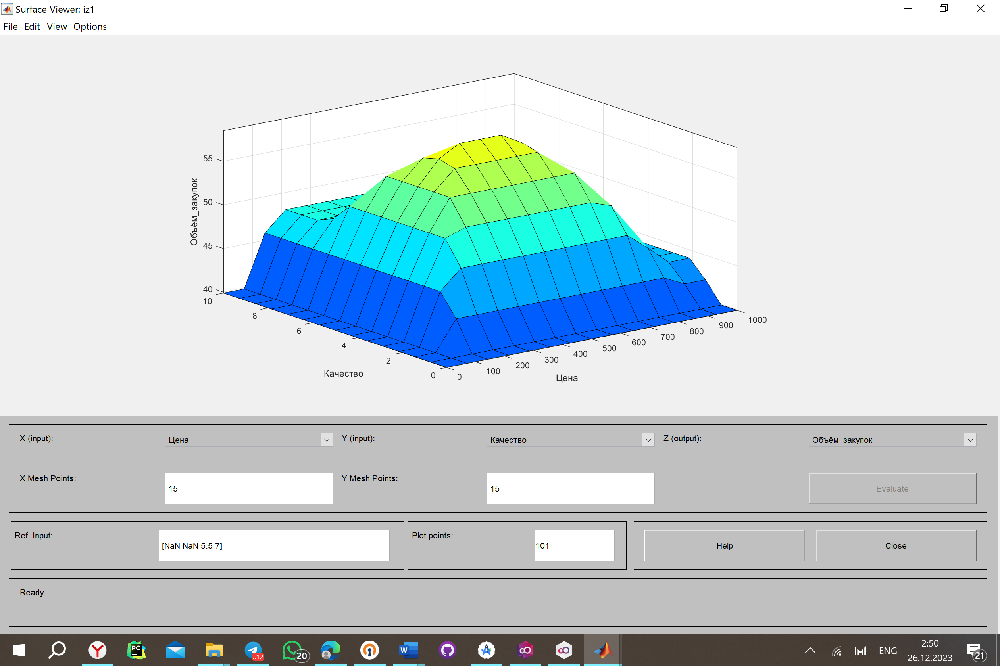 Surface Viewer: iz1
File Edit View Options
Объём_закупок
55
50
45
40
10
8
6
4
2
0
Качество
0
100
200
300
400
500
600
700
800
900
1000
Цена
X (input):
Цена
Y (input):
Качество
Z (output):
Объём_закупок
X Mesh Points:
15
Y Mesh Points:
15
Evaluate
Ref. Input:
[NaN NaN 5.5 7]
Plot points:
101
Help
Close
Ready
PC
..12
20
W
ENG
2:50
26.12.2023
21